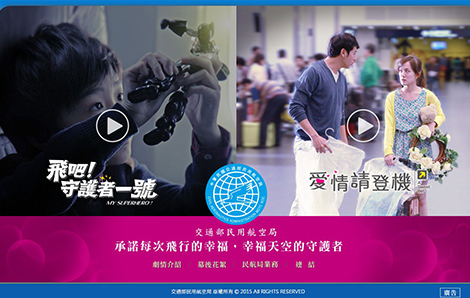 飛吧！
守護者一號
MY SUPERHERO!
愛情請登機
交通部民用航空局
承諾每次飛行的幸福，幸福天空的守護者
劇情介紹
幕後花絮
民航局業務
連結
交通部民用航空局 版權所有 © 2015 All RIGHTS RESERVED
廣告